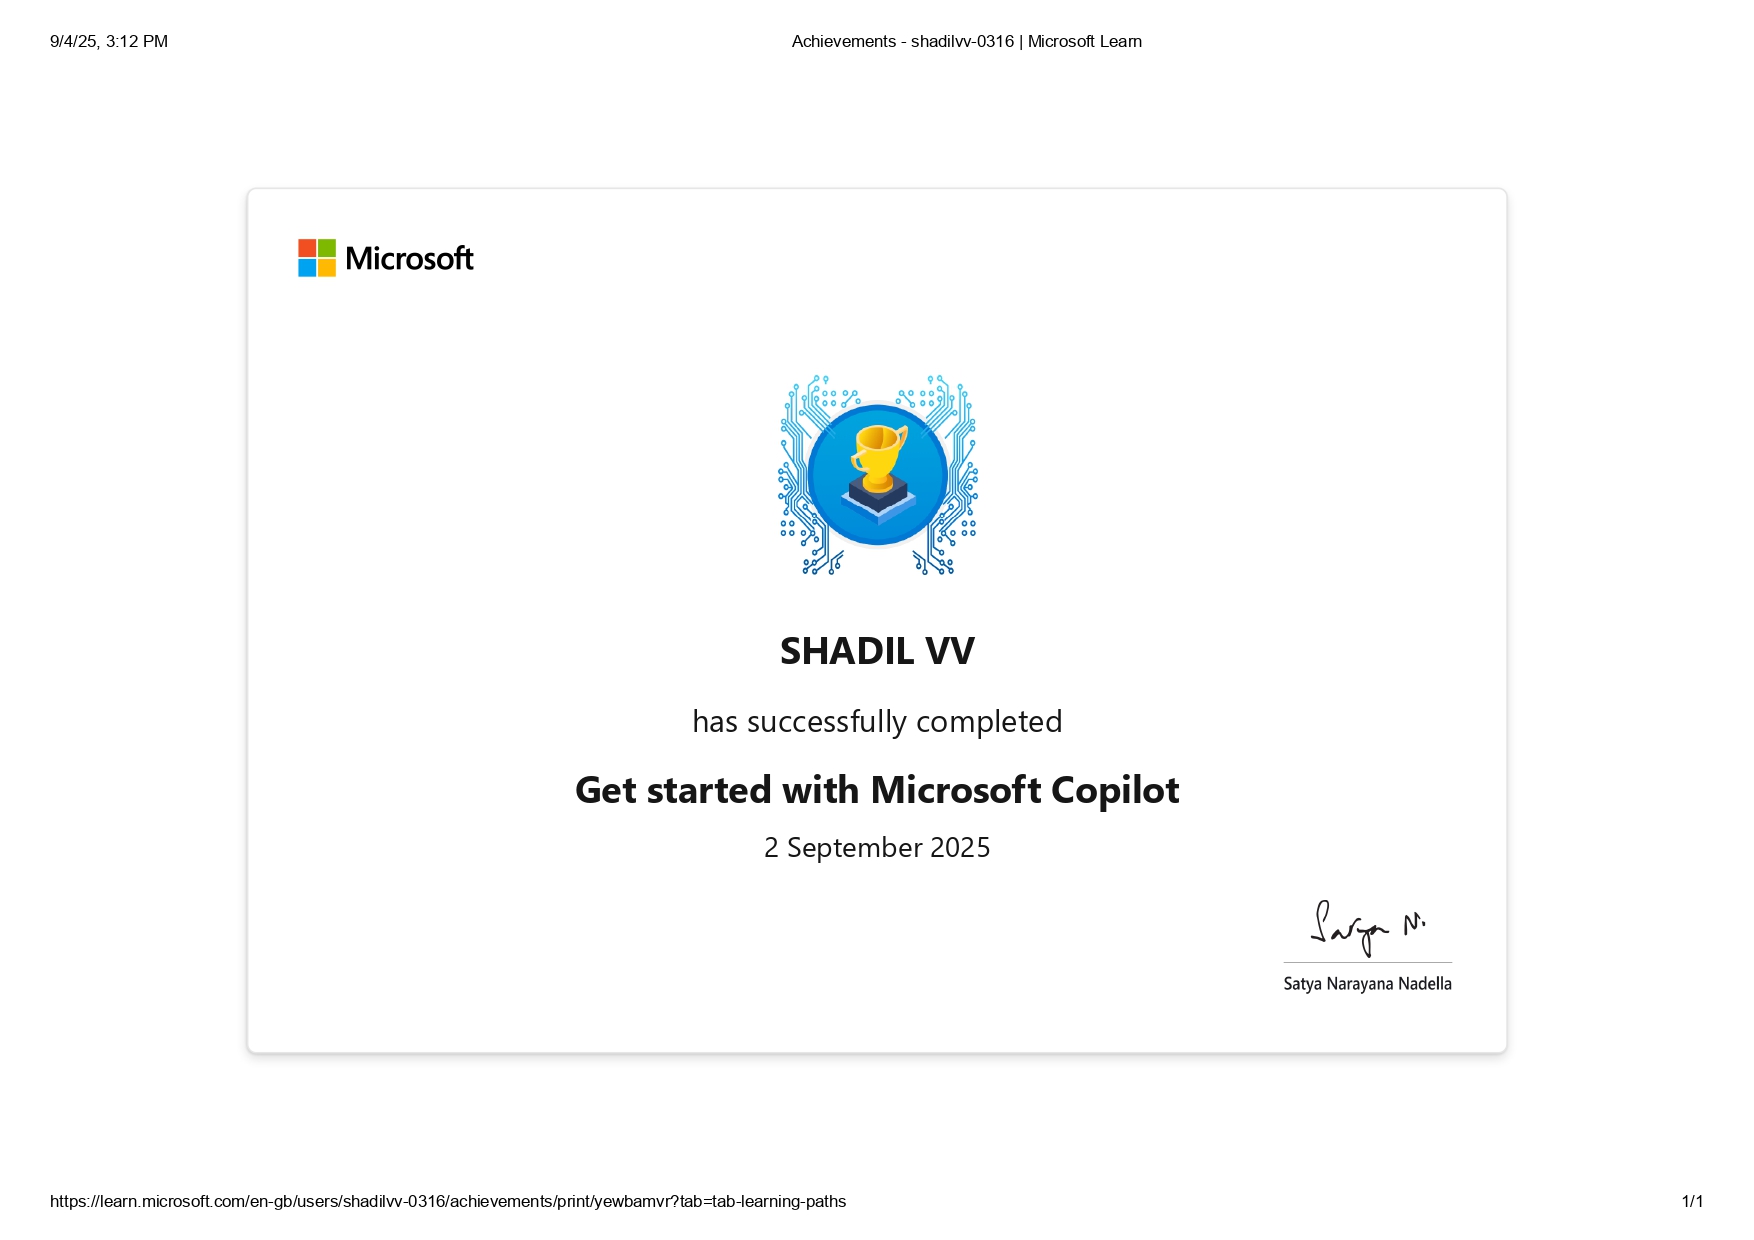 9/4/25, 3:12 PM
Achievements - shadilvv-0316 | Microsoft Learn
Microsoft
SHADIL VV
has successfully completed
Get started with Microsoft Copilot
2 September 2025
Satya N.
Satya Narayana Nadella
https://learn.microsoft.com/en-gb/users/shadilvv-0316/achievements/print/yewbamvr?tab=tab-learning-paths
1/1